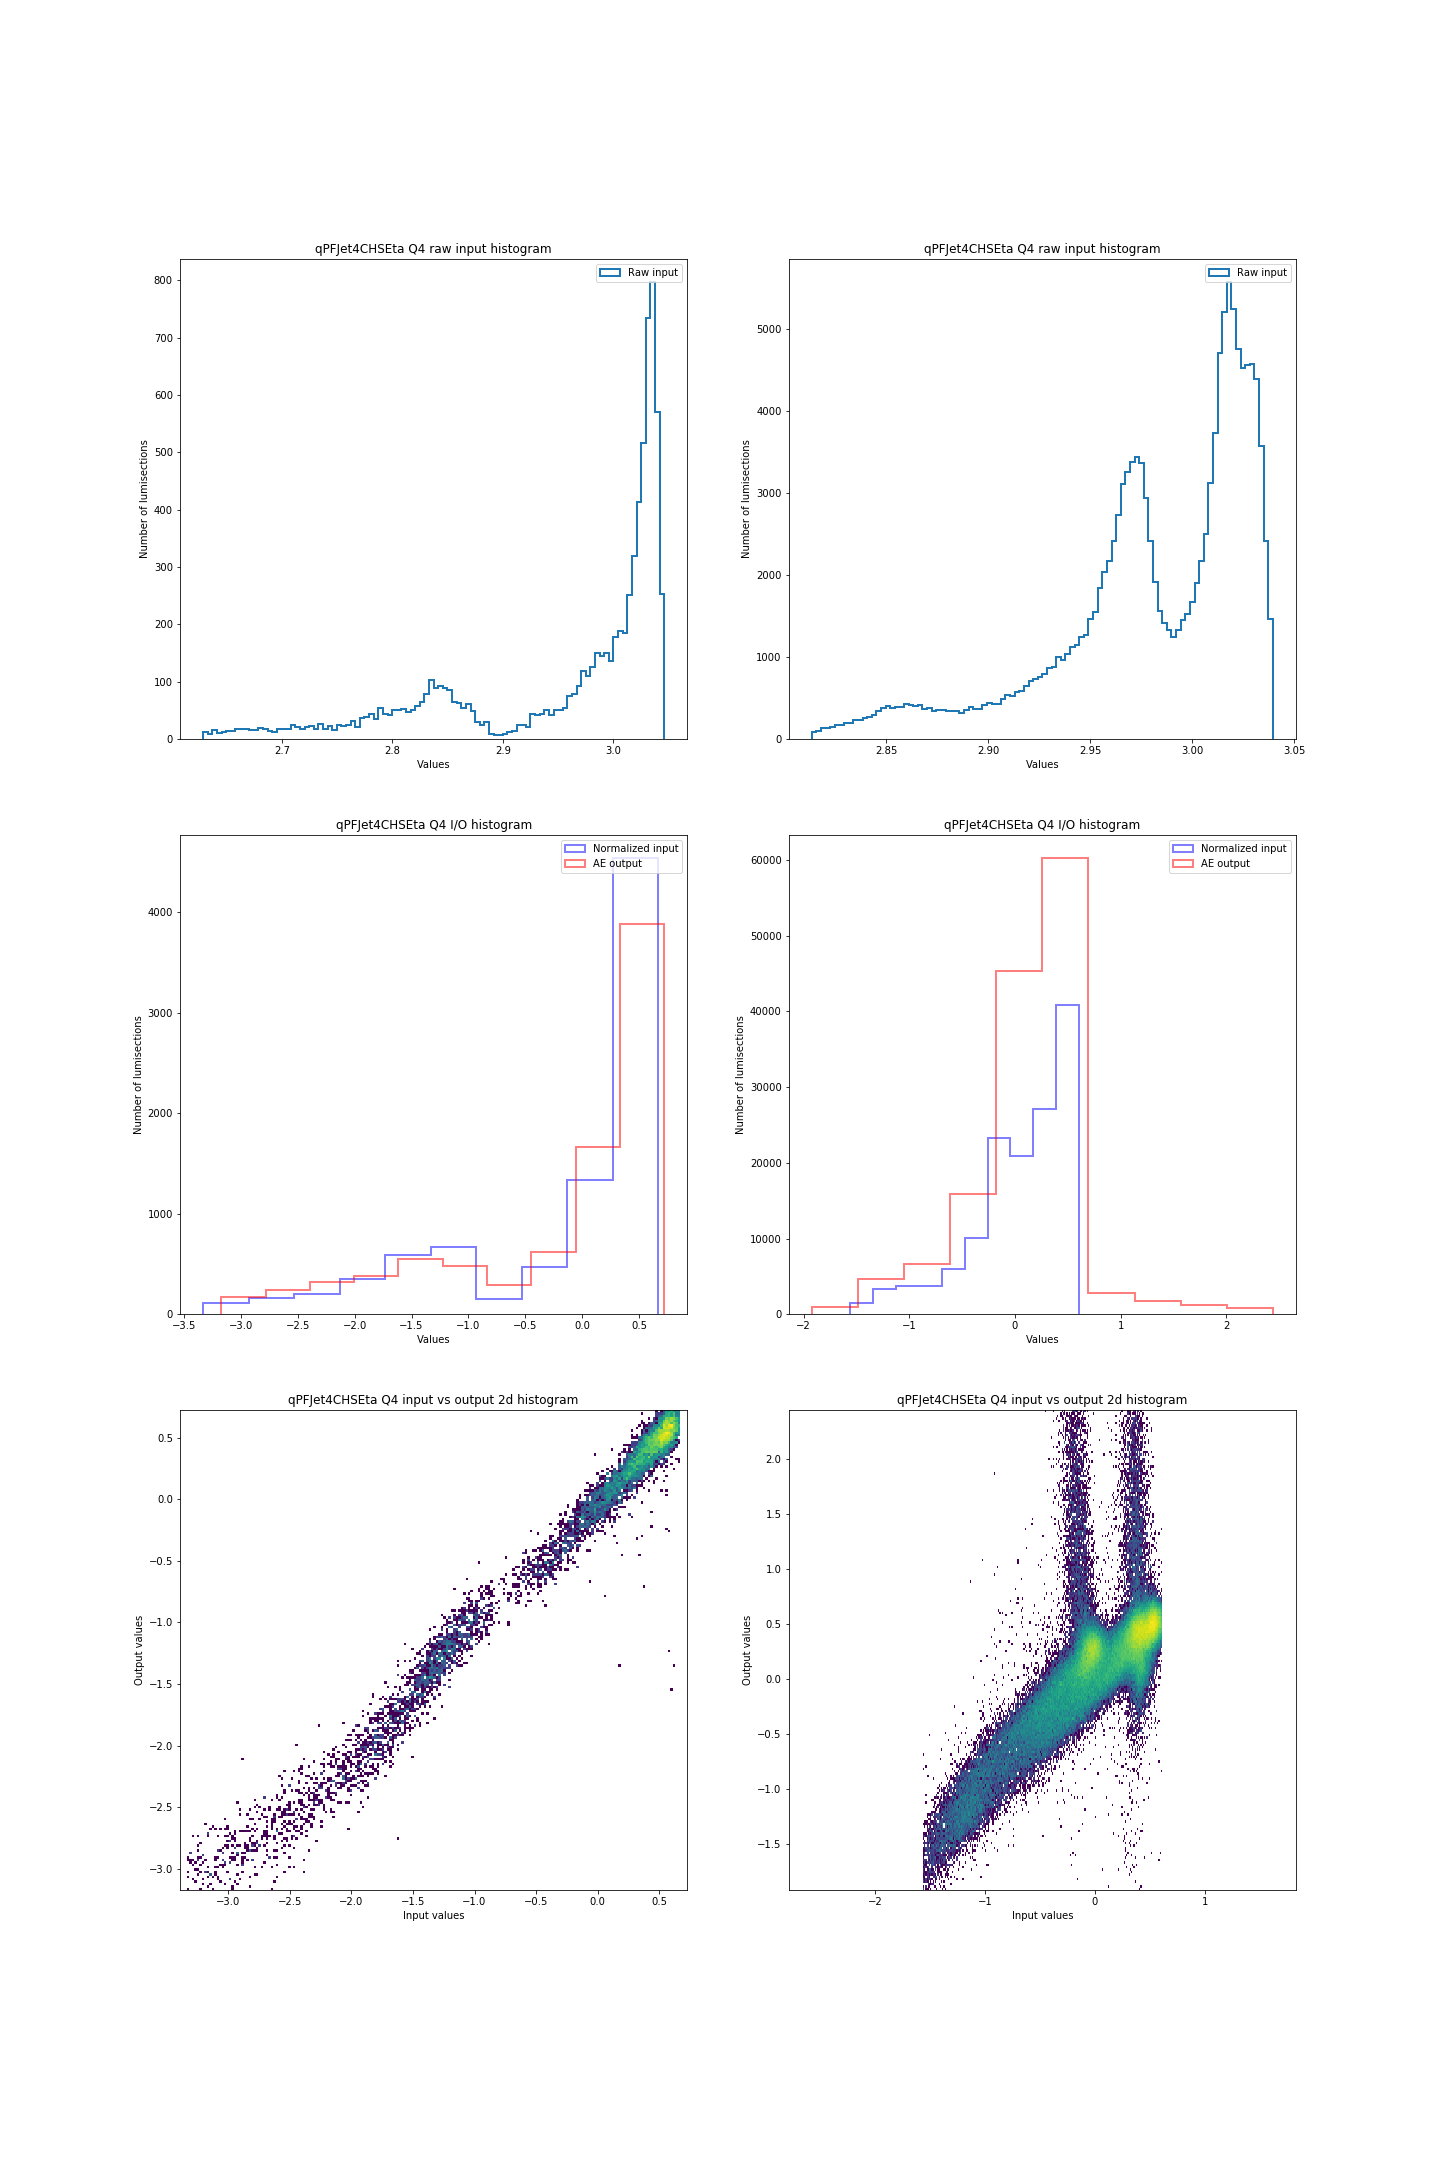 qPFJet4CHSEta Q4 raw input histogram
Raw input
800
700
600
500
400
300
200
100
0
Number of lumisections
2.7 2.8 2.9 3.0
Values
qPFJet4CHSEta Q4 raw input histogram
Raw input
5000
4000
3000
2000
1000
0
Number of lumisections
2.85 2.90 2.95 3.00 3.05
Values
qPFJet4CHSEta Q4 I/O histogram
Normalized input
AE output
4000
3000
2000
1000
0
Number of lumisections
−3.5 −3.0 −2.5 −2.0 −1.5 −1.0 −0.5 0.0 0.5
Values
qPFJet4CHSEta Q4 I/O histogram
Normalized input
AE output
60000
50000
40000
30000
20000
10000
0
Number of lumisections
−2 −1 0 1 2
Values
qPFJet4CHSEta Q4 input vs output 2d histogram
0.5
0.0
−0.5
−1.0
−1.5
−2.0
−2.5
−3.0
Output values
−3.0 −2.5 −2.0 −1.5 −1.0 −0.5 0.0 0.5
Input values
qPFJet4CHSEta Q4 input vs output 2d histogram
2.0
1.5
1.0
0.5
0.0
−0.5
−1.0
−1.5
Output values
−2 −1 0 1
Input values